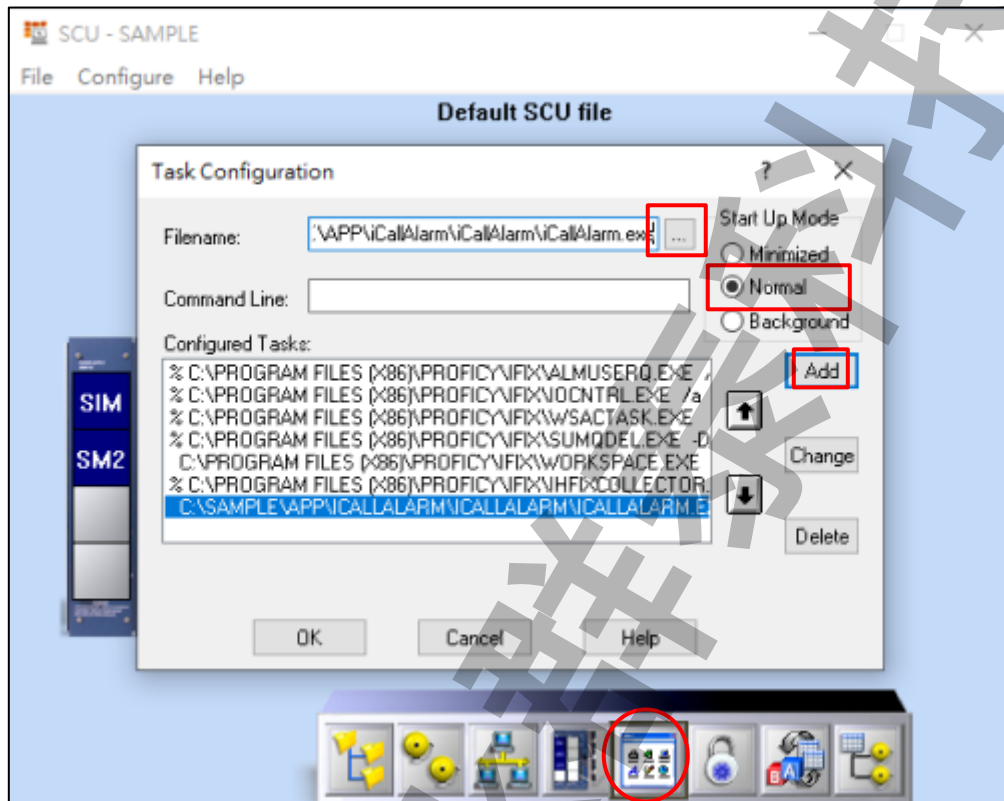 SCU - SAMPLE
File Configure Help
Default SCU file
Task Configuration
Filename:
:\APP\iCallAlarm\iCallAlarm\iCallAlarm.exe
...
Start Up Mode
Minimized
Normal
Background
Command Line:
Configured Tasks:
% C:\PROGRAM FILES (X86)\PROFICY\IFIX\ALMUSERQ.EXE
% C:\PROGRAM FILES (X86)\PROFICY\IFIX\IOCNTRL.EXE /a
% C:\PROGRAM FILES (X86)\PROFICY\IFIX\WSACTASK.EXE
% C:\PROGRAM FILES (X86)\PROFICY\IFIX\SUMQDEL.EXE -D
C:\PROGRAM FILES (X86)\PROFICY\IFIX\WORKSPACE.EXE
% C:\PROGRAM FILES (X86)\PROFICY\IFIX\IHFIXCOLLECTOR.
C:\SAMPLE\APP\ICALLALARM\ICALLALARM\ICALLALARM.E
Add
Change
Delete
OK Cancel Help
SIM
SM2